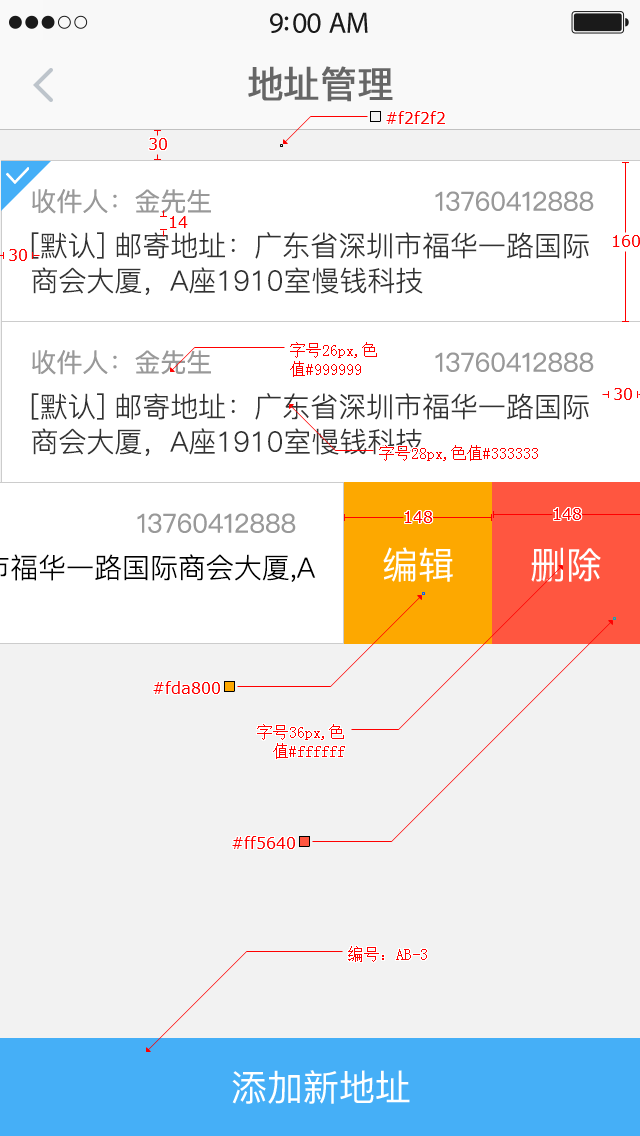 9:00 AM
地址管理
#f2f2f2
30
收件人：金先生
13760412888
14
[默认] 邮寄地址：广东省深圳市福华一路国际
商会大厦，A座1910室慢钱科技
30
160
收件人：金先生
13760412888
字号26px,色
值#999999
[默认] 邮寄地址：广东省深圳市福华一路国际
商会大厦，A座1910室慢钱科技
30
字号28px,色值#333333
13760412888
市福华一路国际商会大厦,A
148
编辑
148
删除
#fda800
字号36px,色
值#ffffff
#ff5640
编号：AB-3
添加新地址